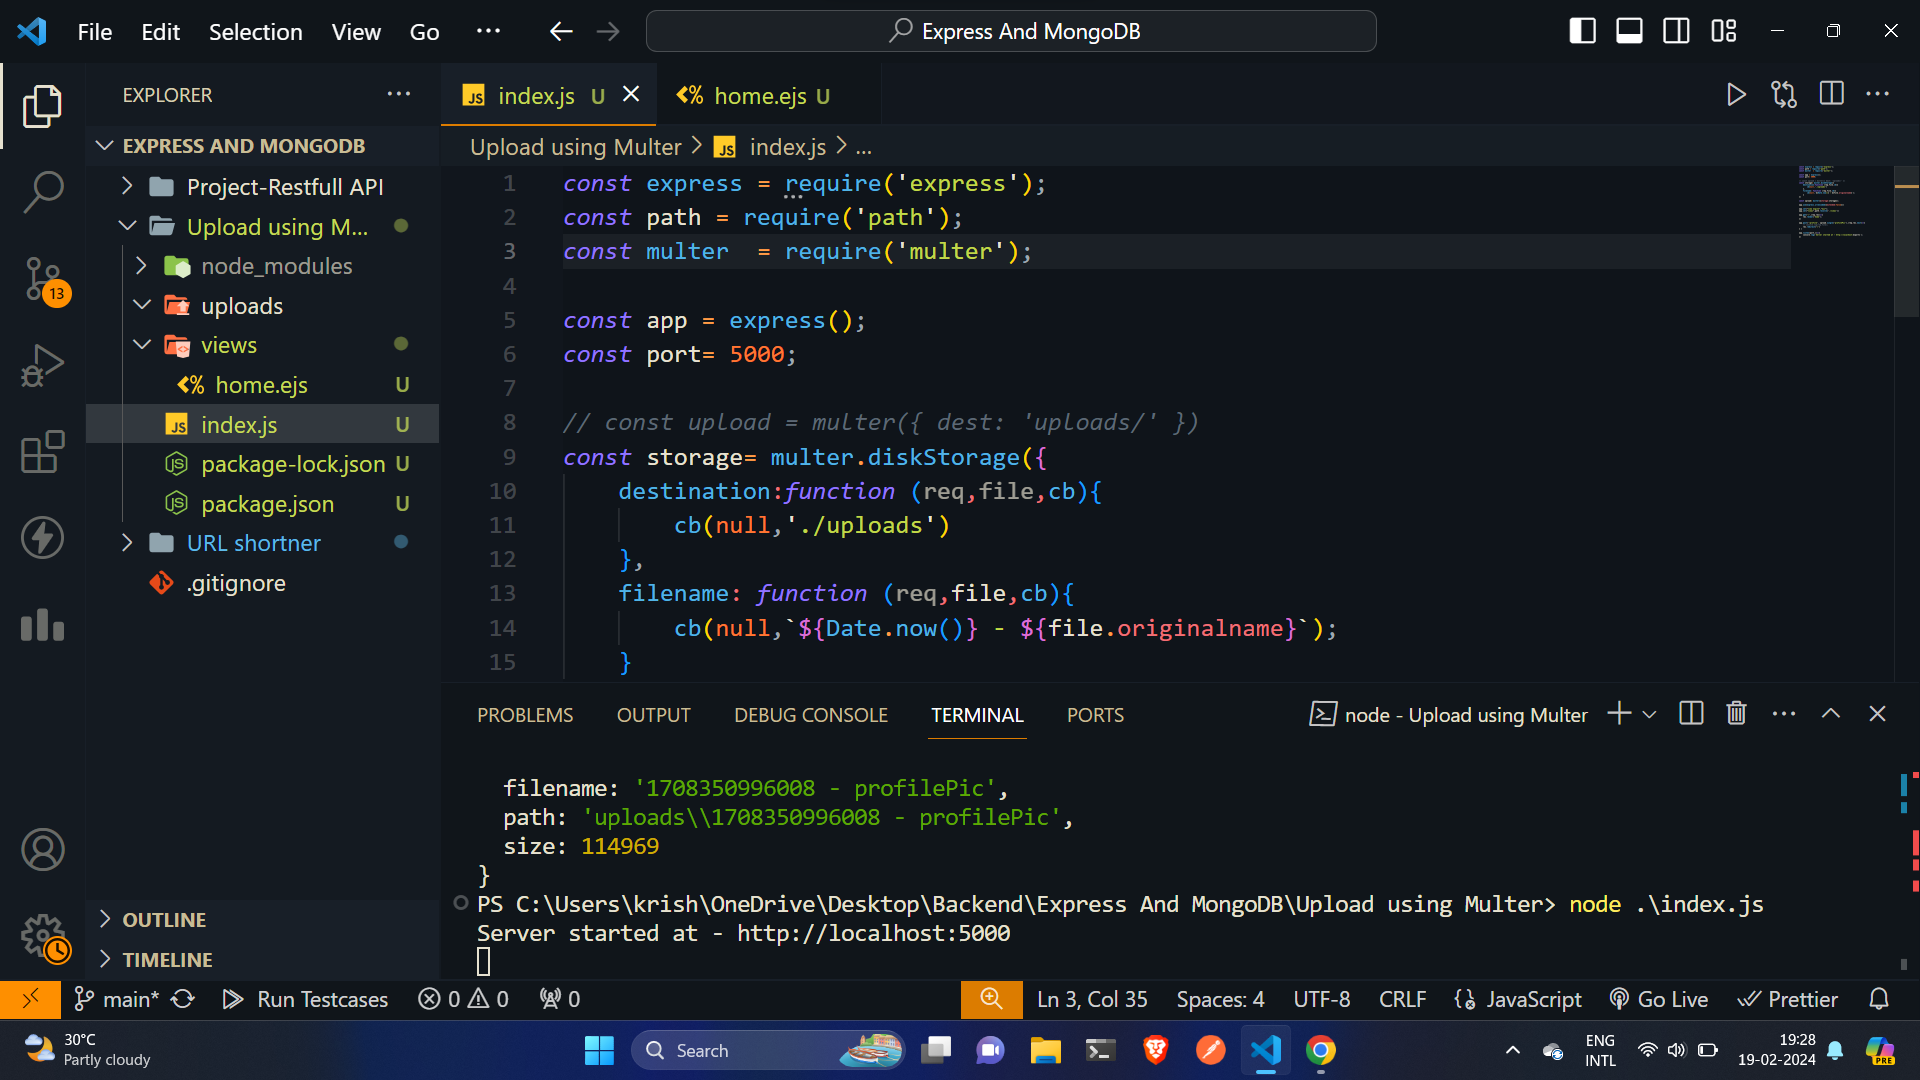 File Edit Selection View Go ... Express And MongoDB
EXPLORER ...
index.js U
home.ejs U
EXPRESS AND MONGODB
Project-Restfull API
Upload using M...
node_modules
uploads
views
home.ejs U
index.js U
package-lock.json U
package.json U
URL shortner
.gitignore
OUTLINE
TIMELINE
13
Upload using Multer > JS index.js > ...
1 const express = require('express');
2 const path = require('path');
3 const multer  = require('multer');
4
5 const app = express();
6 const port= 5000;
7
8 // const upload = multer({ dest: 'uploads/' })
9 const storage= multer.diskStorage({
10     destination:function (req,file,cb){
11         cb(null,'./uploads')
12     },
13     filename: function (req,file,cb){
14         cb(null,`${Date.now()} - ${file.originalname}`);
15     }
PROBLEMS OUTPUT DEBUG CONSOLE TERMINAL PORTS node - Upload using Multer
filename: '1708350996008 - profilePic',
path: 'uploads\\1708350996008 - profilePic',
size: 114969
}
PS C:\Users\krish\OneDrive\Desktop\Backend\Express And MongoDB\Upload using Multer> node .\index.js
Server started at - http://localhost:5000
main* Run Testcases 0 0 0 Ln 3, Col 35 Spaces: 4 UTF-8 CRLF JavaScript Go Live Prettier
30°C
Partly cloudy
Search
ENG
INTL
19:28
19-02-2024
PRE